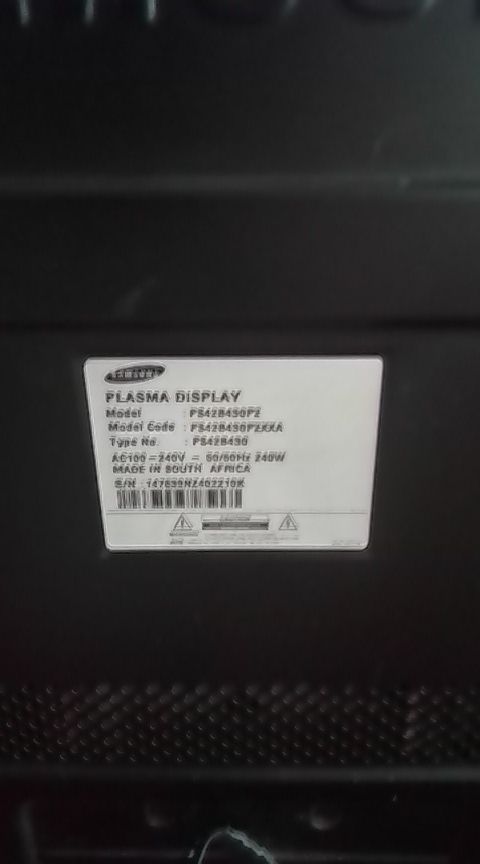 SAMSUNG
PLASMA DISPLAY
Model : PS42B430P2
Model Code : PS42B430P2XXA
Type No. : PS42B430
AC100-240V ~ 50/60Hz 240W
MADE IN SOUTH AFRICA
S/N :
CAUTION